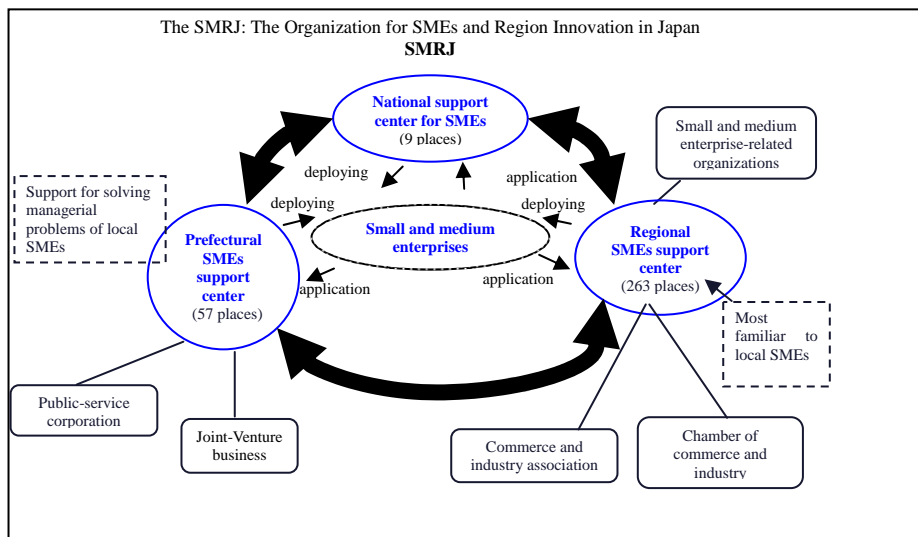 The SMRJ: The Organization for SMEs and Region Innovation in Japan
SMRJ
National support
center for SMEs
(9 places)
Small and medium
enterprise-related
organizations
deploying
application
Support for solving
managerial
problems of local
SMEs
deploying
deploying
Prefectural
SMEs
support
center
(57 places)
Small and medium
enterprises
Regional
SMEs support
center
(263 places)
application
application
Most
familiar to
local SMEs
Public-service
corporation
Joint-Venture
business
Commerce and
industry association
Chamber of
commerce and
industry